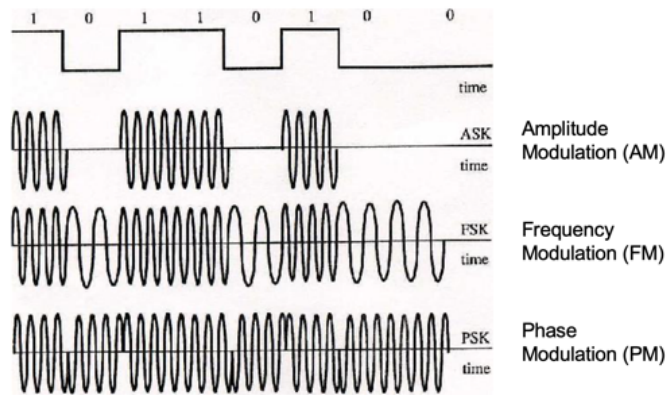 1 0 1 1 0 1 0 0
time
ASK
time
Amplitude
Modulation (AM)
FSK
time
Frequency
Modulation (FM)
PSK
time
Phase
Modulation (PM)